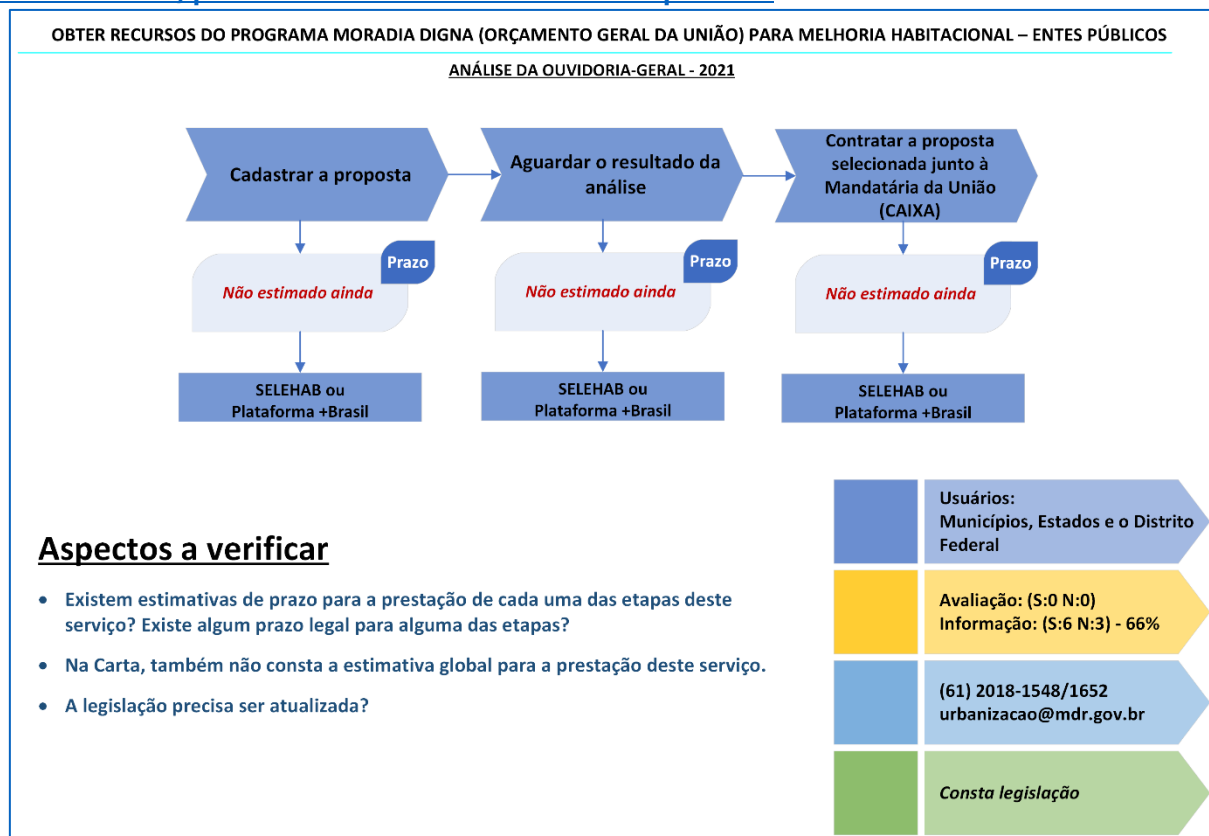 OBTER RECURSOS DO PROGRAMA MORADIA DIGNA (ORÇAMENTO GERAL DA UNIÃO) PARA MELHORIA HABITACIONAL – ENTES PÚBLICOS
ANÁLISE DA OUVIDORIA-GERAL - 2021
Cadastrar a proposta
Aguardar o resultado da
análise
Contratar a proposta
selecionada junto à
Mandatária da União
(CAIXA)
Prazo
Não estimado ainda
Prazo
Não estimado ainda
Prazo
Não estimado ainda
SELEHAB ou
Plataforma +Brasil
SELEHAB ou
Plataforma +Brasil
SELEHAB ou
Plataforma +Brasil
Aspectos a verificar
• Existem estimativas de prazo para a prestação de cada uma das etapas deste
serviço? Existe algum prazo legal para alguma das etapas?
• Na Carta, também não consta a estimativa global para a prestação deste serviço.
• A legislação precisa ser atualizada?
Usuários:
Municípios, Estados e o Distrito
Federal
Avaliação: (S:0 N:0)
Informação: (S:6 N:3) - 66%
(61) 2018-1548/1652
urbanizacao@mdr.gov.br
Consta legislação